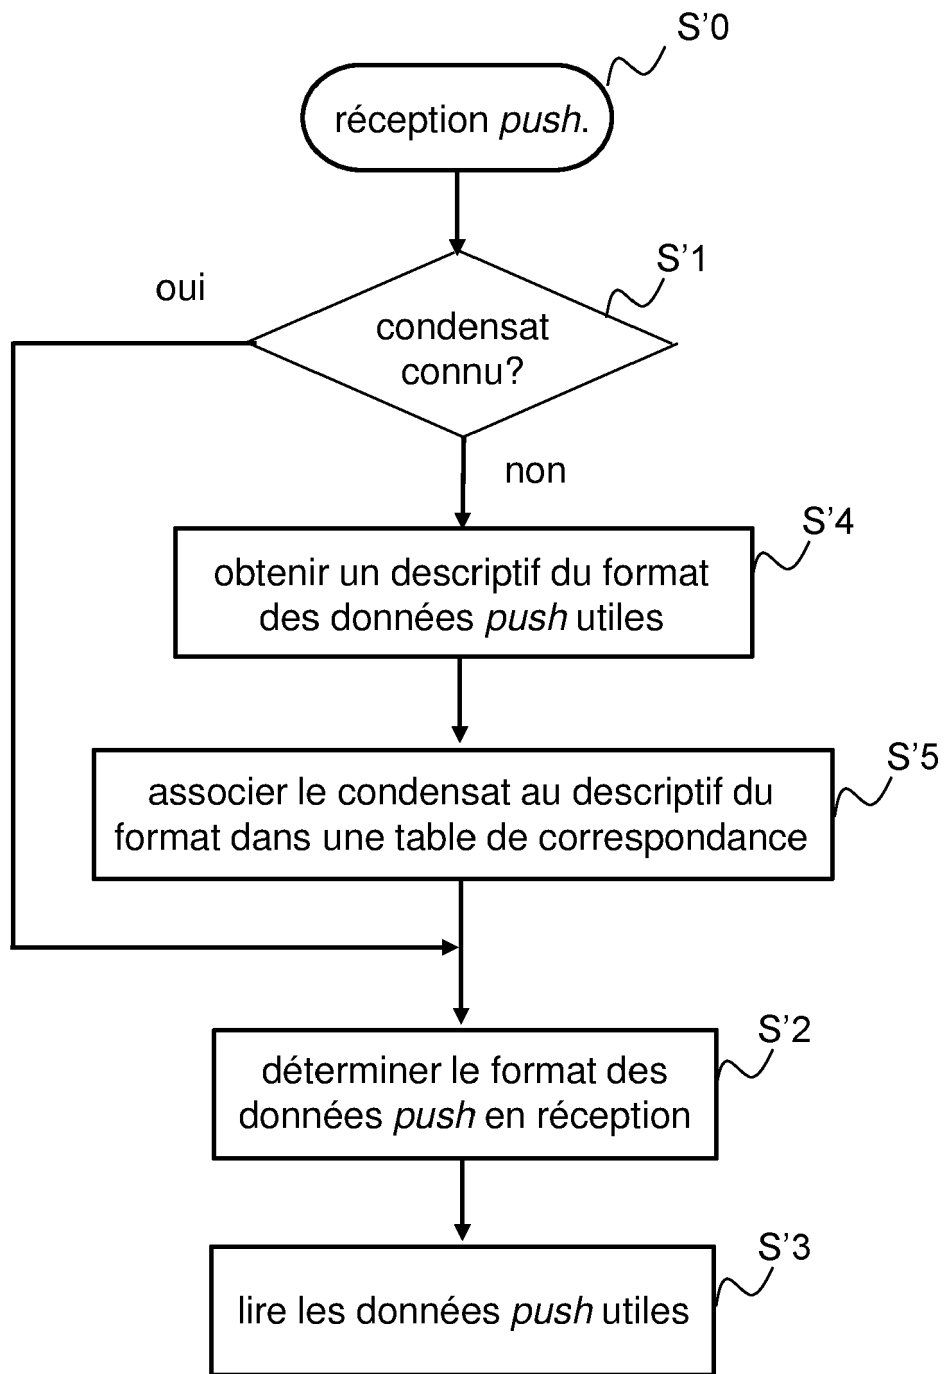 S’0
réception push.
S’1
oui
condensat
connu?
non
S’4
obtenir un descriptif du format
des données push utiles
S’5
associer le condensat au descriptif du
format dans une table de correspondance
S’2
déterminer le format des
données push en réception
S’3
lire les données push utiles